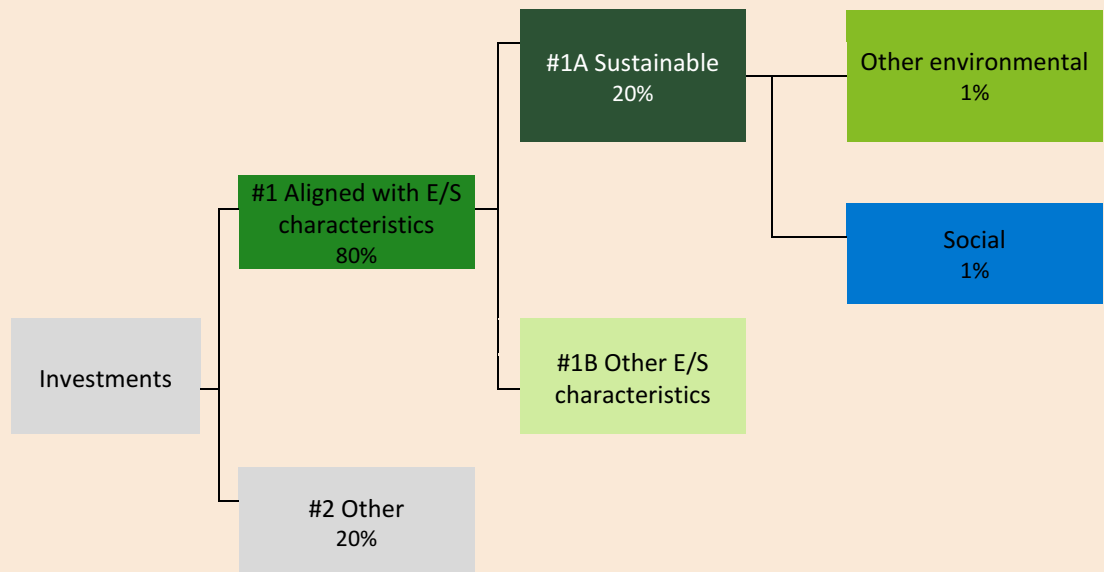 Investments
#1 Aligned with E/S
characteristics
80%
#2 Other
20%
#1A Sustainable
20%
#1B Other E/S
characteristics
Other environmental
1%
Social
1%